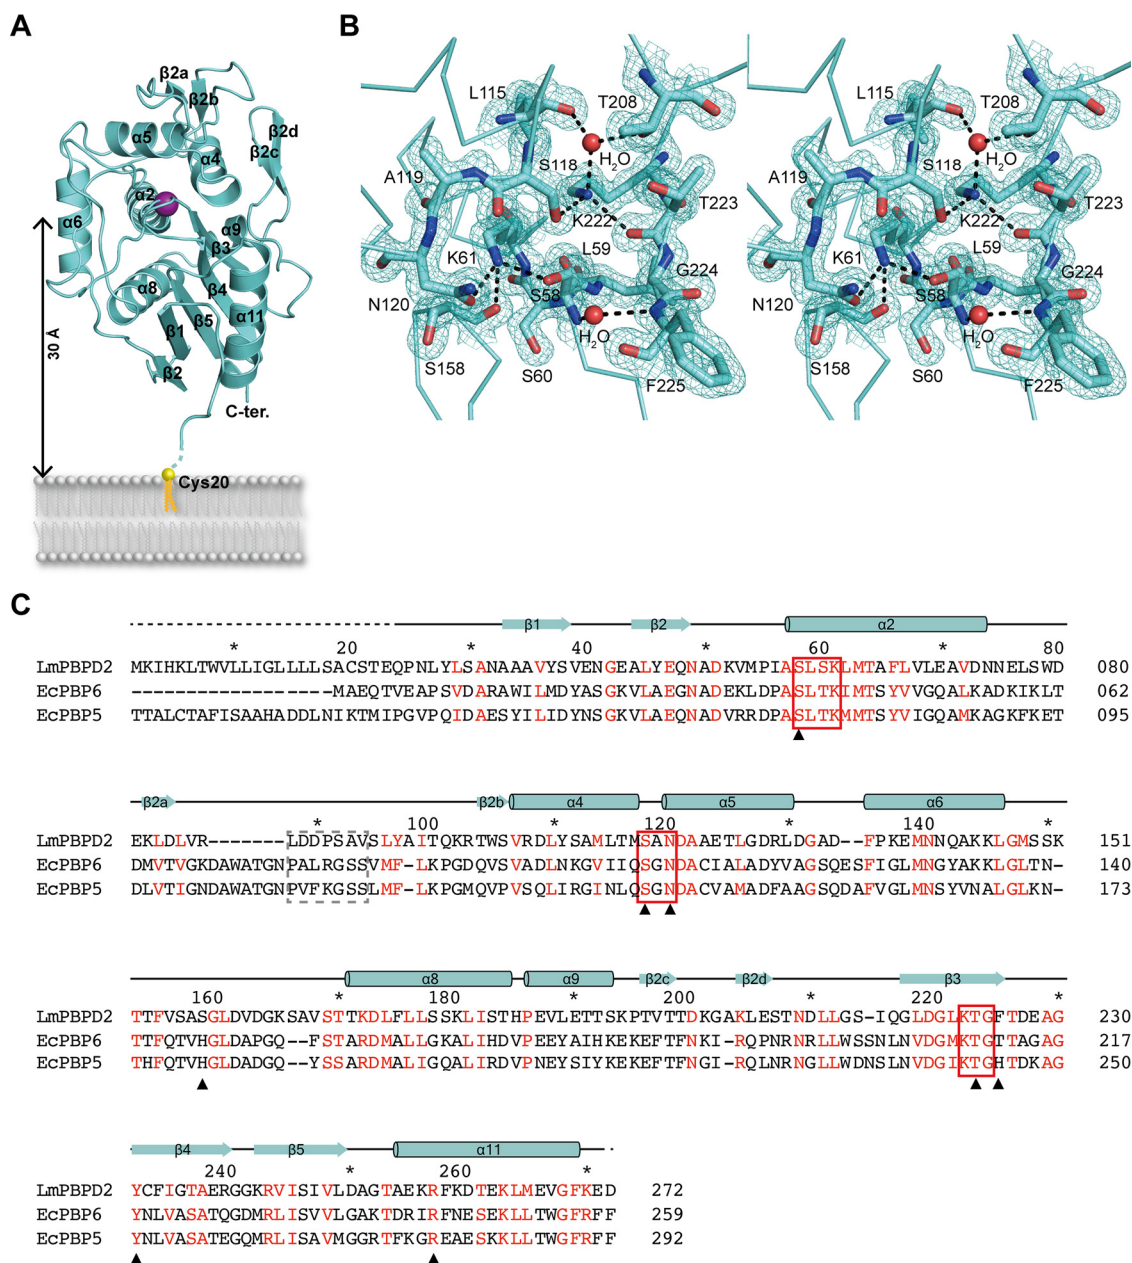 A
B
β2a
β2b
β2d
β2c
α5
α4
α2
α6
α9
β3
α8
β4
β5
α11
β1
β2
30 Å
C-ter.
Cys20
L115
T208
H2O
S118
A119
T223
K222
K61
L59
G224
N120
S58
H2O
S158
S60
F225
L115
T208
H2O
S118
A119
T223
K222
K61
L59
G224
N120
S58
H2O
S158
S60
F225
C
β1 β2 α2
* 20 * 40 * 60 * 80
LmPBPD2 MKIHKLTWVLLIGLLLLSACSTEQPNLYLSANAAAVYSVENGEALYEQNADKVMPIASLSKLMTAFLVLEAVDNNELSWD 080
EcPBP6 -----------------MAEQTVEAPSVDARAWILMDYASGKVLAEGNADEKLDPASLTKIMTSYVVGQALKADKIKLT 062
EcPBP5 TTALCTAFISAAHADDLNIKTMIPGVPQIDAESYILIDYNSGKVLAEQNADVRRDPASLTKMMTSYVIGQAMKAGKFKET 095
β2a β2b α4 α5 α6
* 100 * 120 * 140 *
LmPBPD2 EKLDLVR-------LDDPSAVSLYAITQKRTWSVRDLYSAMLTMSANDAAETLGDRLDGAD--FPKEMNNQAKKLGMSSK 151
EcPBP6 DMVTVGKDAWATGNPALRGSSVMF-LKPGDQVSVADLNKGVIIQSGNDACIALADYVAGSQESFIGLMNGYAKKLGLTN- 140
EcPBP5 DLVTIGNDAWATGNPVFKGSSLMF-LKPGMQVPVSQLIRGINLQSGNDACVAMADFAAGSQDAFVGLMNSYVNALGLKN- 173
α8 α9 β2c β2d β3
160 * 180 * 200 * 220 *
LmPBPD2 TTFVSASGLDVDGKSAVSTTKDLFLLSSKLISTHPEVLETTSKPTVTTDKGAKLESTNDLLGS-IQGLDGLKTGFTDEAG 230
EcPBP6 TTFQTVHGLDAPGQ--FSTARDMALLGKALIHDVPEEYSIHKEKEFTFNKI-RQPNRNRLLWSSNLNVDGMKTGTTAGAG 217
EcPBP5 THFQTVHGLDADGQ--YSSARDMALIGQALIRDVPNEYSIYKEKEFTFNGI-RQLNRNGLLWDNSLNVDGIKTGHTDKAG 250
β4 β5 α11
240 * 260 *
LmPBPD2 YCFIGTAERGGKRVISIVLDAGTAEKRFKDTEKLMEVGFKED 272
EcPBP6 YNLVASATQGDMRLISVVLGAKTDRIRFNESEKLLTWGFRFF 259
EcPBP5 YNLVASATEGQMRLISAVMGGRTFKGREAESKKLLTWGFRFF 292